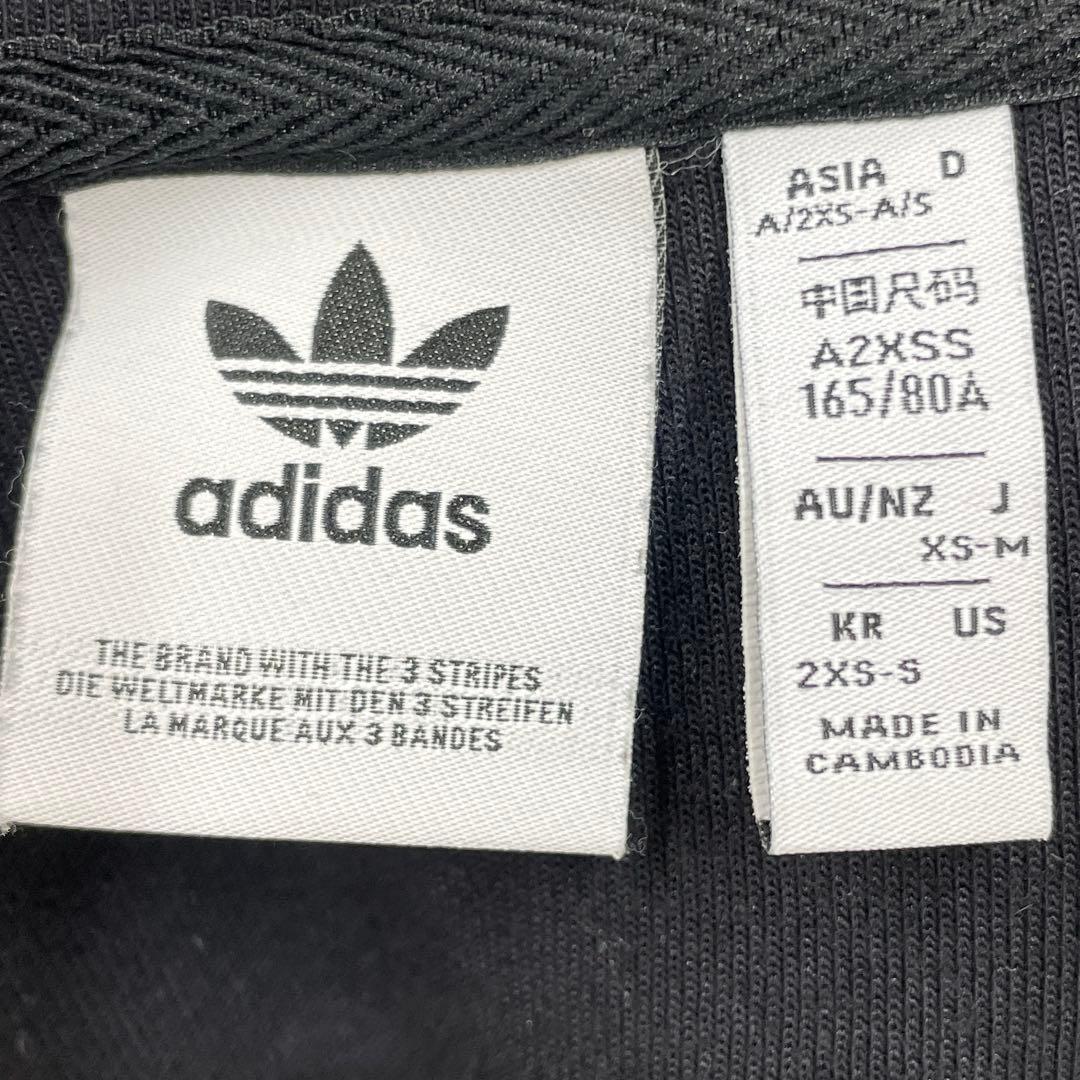 adidas
THE BRAND WITH THE 3 STRIPES
DIE WELTMARKE MIT DEN 3 STREIFEN
LA MARQUE AUX 3 BANDES
ASIA D
A/2XS-A/S
中国尺码
A2XSS
165/80A
AU/NZ J
XS-M
KR US
2XS-S
MADE IN
CAMBODIA